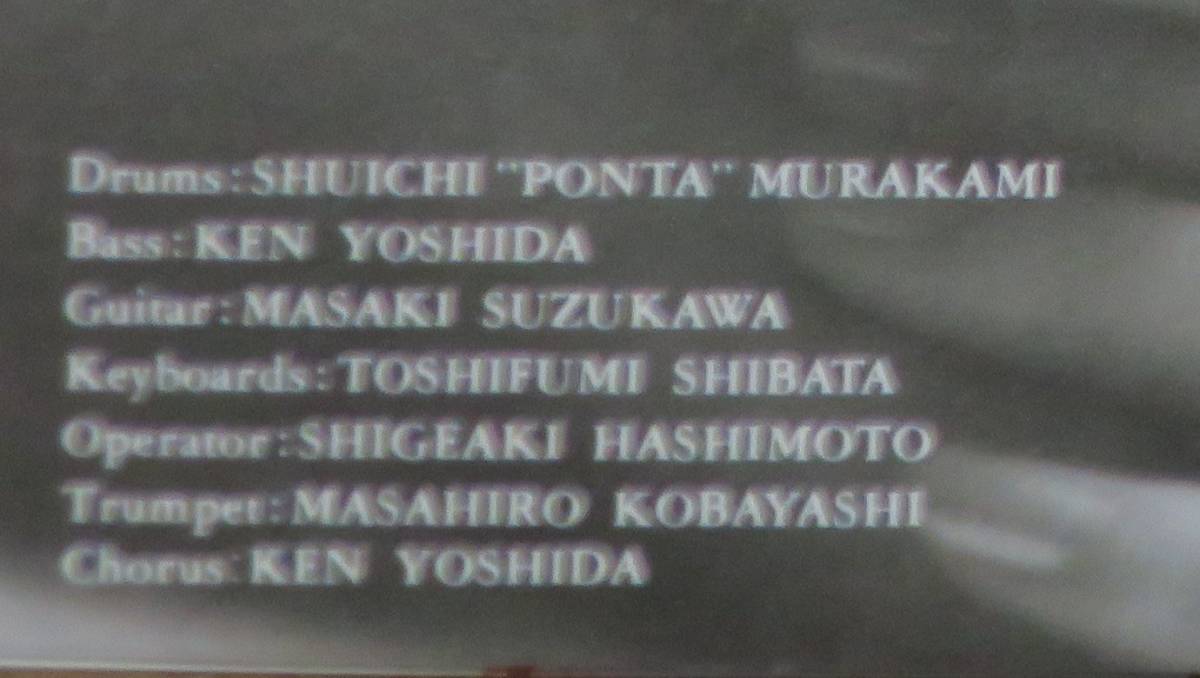 Drums:SHUICHI "PONTA" MURAKAMI
Bass:KEN YOSHIDA
Guitar:MASAKI SUZUKAWA
Keyboards:TOSHIFUMI SHIBATA
Operator:SHIGEAKI HASHIMOTO
Trumpet:MASAHIRO KOBAYASHI
Chorus:KEN YOSHIDA